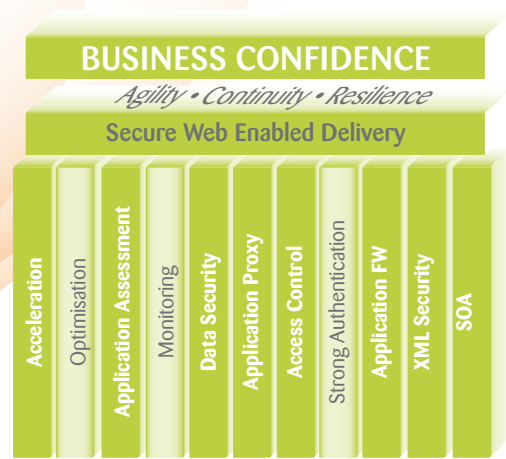 BUSINESS CONFIDENCE
Agility • Continuity • Resilience
Secure Web Enabled Delivery
Acceleration
Optimisation
Application Assessment
Monitoring
Data Security
Application Proxy
Access Control
Strong Authentication
Application FW
XML Security
SOA